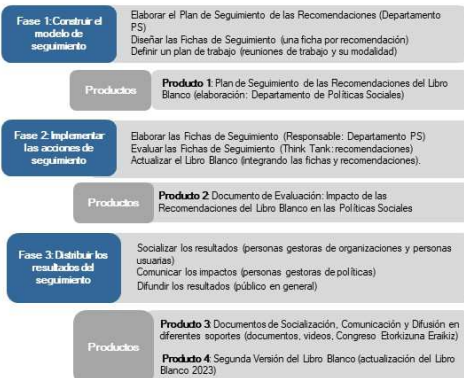 Fase 1:Construir el
modelo de
seguimiento
Elaborar el Plan de Seguimiento de las Recomendaciones (Departamento
PS)
Diseñar las Fichas de Seguimiento (una ficha por recomendación)
Definir un plan de trabajo (reuniones de trabajo y su modalidad)
Productos
Producto 1: Plan de Seguimiento de las Recomendaciones del Libro
Blanco (elaboración: Departamento de Políticas Sociales)
Fase 2: Implementar
las acciones de
seguimiento
Elaborar las Fichas de Seguimiento (Responsable: Departamento PS)
Evaluar las Fichas de Seguimiento (Think Tank: recomendaciones)
Actualizar el Libro Blanco (integrando las fichas y recomendaciones).
Productos
Producto 2: Documento de Evaluación: Impacto de las
Recomendaciones del Libro Blanco en las Políticas Sociales
Fase 3: Distribuir los
resultados del
seguimiento
Socializar los resultados (personas gestoras de organizaciones y personas
usuarias)
Comunicar los impactos (personas gestoras de políticas)
Difundir los resultados (público en general)
Productos
Producto 3: Documentos de Socialización, Comunicación y Difusión en
diferentes soportes (documentos, videos, Congreso Etorkizuna Eraikiz)
Producto 4: Segunda Versión del Libro Blanco (actualización del Libro
Blanco 2023)